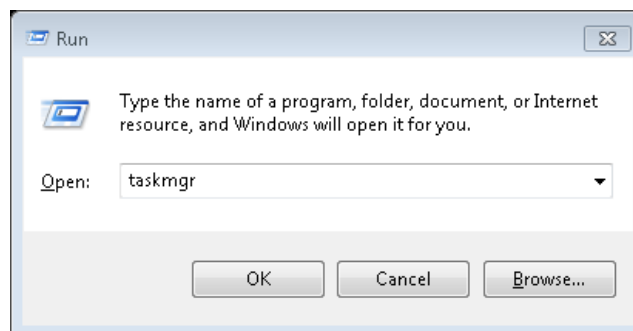 Run
Type the name of a program, folder, document, or Internet
resource, and Windows will open it for you.
Open: taskmgr
OK Cancel Browse...